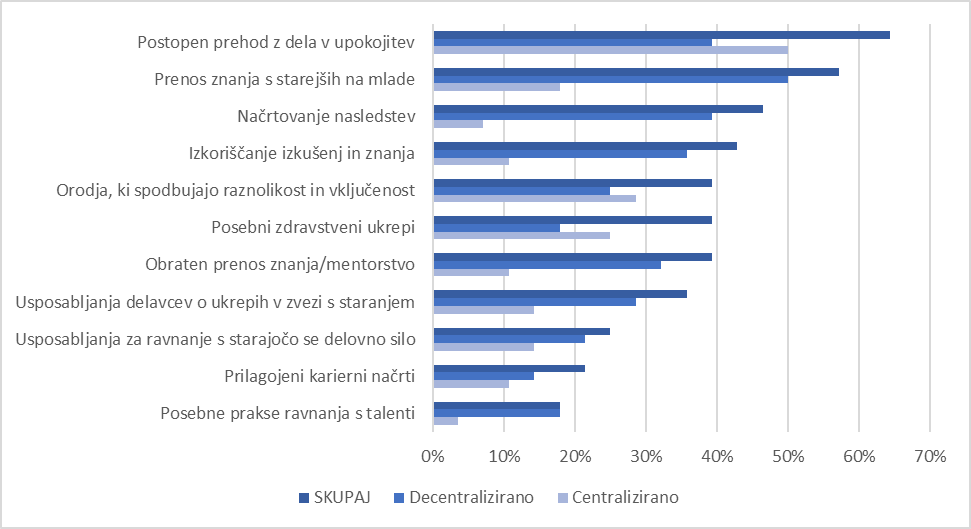 Postopen prehod z dela v upokojitev
Prenos znanja s starejših na mlade
Načrtovanje nasledstev
Izkoriščanje izkušenj in znanja
Orodja, ki spodbujajo raznolikost in vključenost
Posebni zdravstveni ukrepi
Obraten prenos znanja/mentorstvo
Usposabljanja delavcev o ukrepih v zvezi s staranjem
Usposabljanja za ravnanje s starajočo se delovno silo
Prilagojeni karierni načrti
Posebne prakse ravnanja s talenti
0% 10% 20% 30% 40% 50% 60% 70%
SKUPAJ Decentralizirano Centralizirano